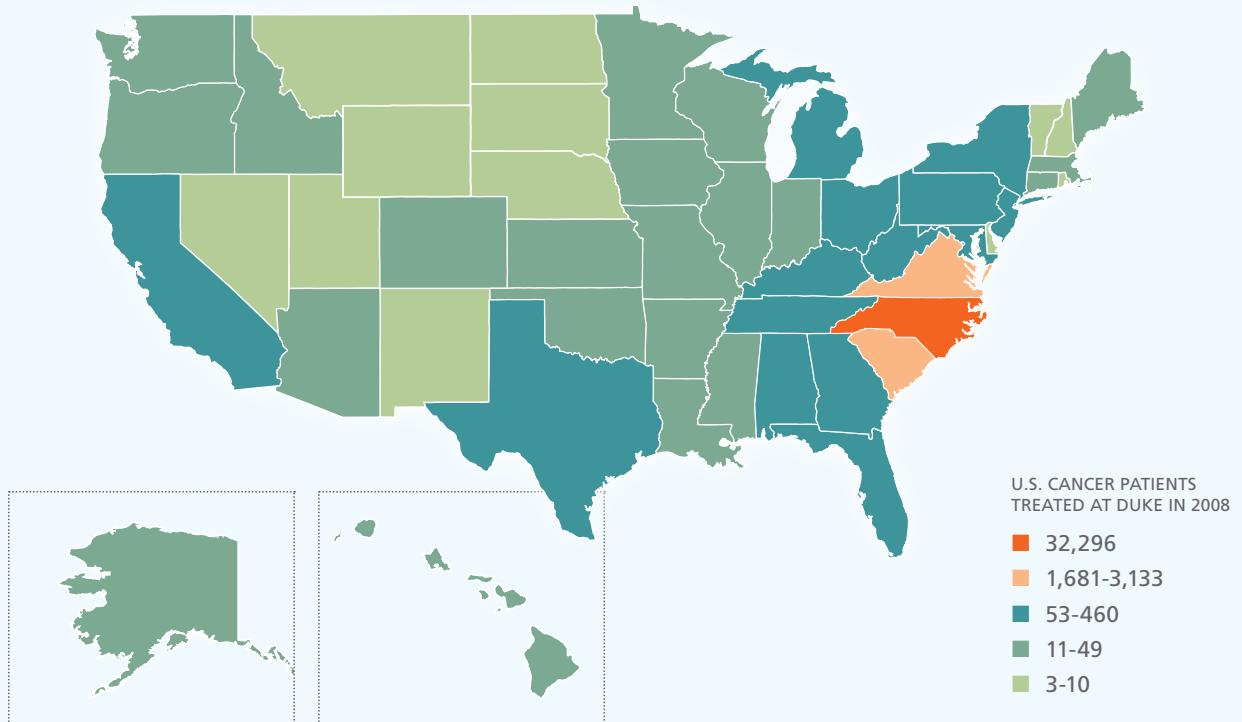 U.S. CANCER PATIENTS
TREATED AT DUKE IN 2008
32,296
1,681-3,133
53-460
11-49
3-10